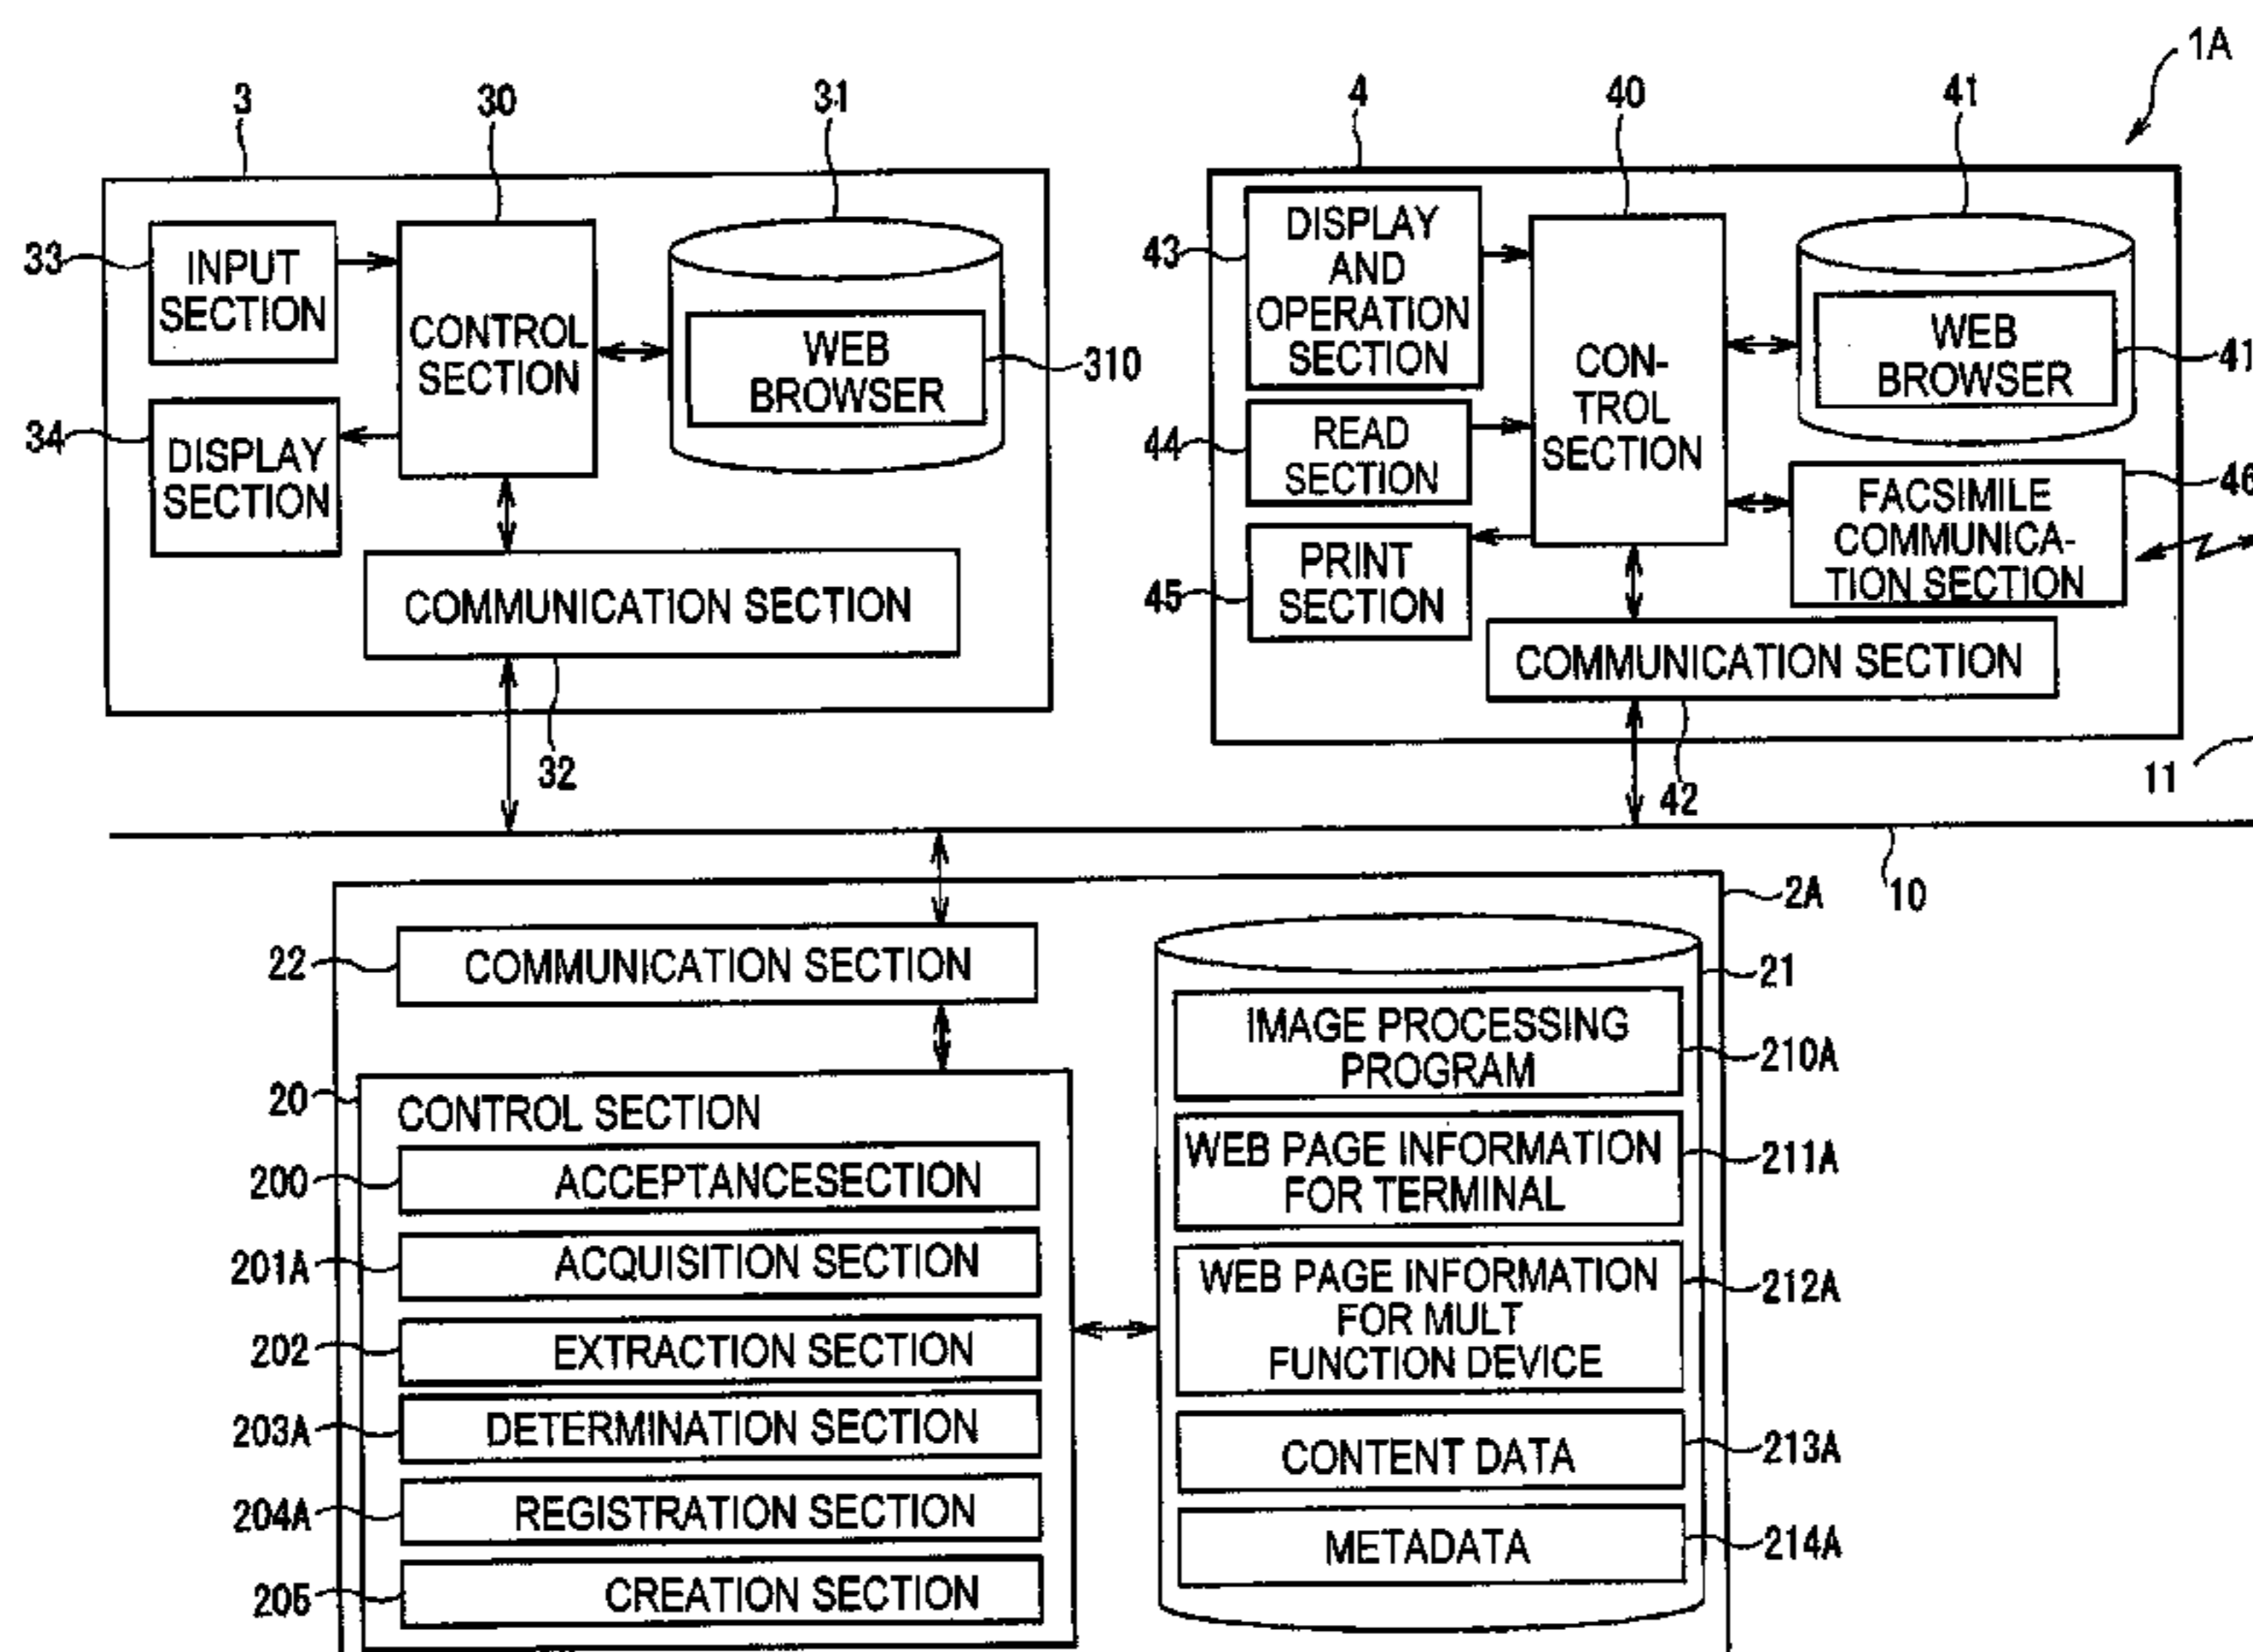 1A
3
30
31
4
40
41
33
INPUT
SECTION
CONTROL
SECTION
WEB
BROWSER
310
34
DISPLAY
SECTION
COMMUNICATION SECTION
32
43
DISPLAY
AND
OPERATION
SECTION
CON-
TROL
SECTION
WEB
BROWSER
41
44
READ
SECTION
46
FACSIMILE
COMMUNICA-
TION SECTION
45
PRINT
SECTION
COMMUNICATION SECTION
42
11
10
2A
22
COMMUNICATION SECTION
21
20
CONTROL SECTION
200
ACCEPTANCESECTION
201A
ACQUISITION SECTION
202
EXTRACTION SECTION
203A
DETERMINATION SECTION
204A
REGISTRATION SECTION
205
CREATION SECTION
IMAGE PROCESSING
PROGRAM
210A
WEB PAGE INFORMATION
FOR TERMINAL
211A
WEB PAGE INFORMATION
FOR MULT
FUNCTION DEVICE
212A
CONTENT DATA
213A
METADATA
214A